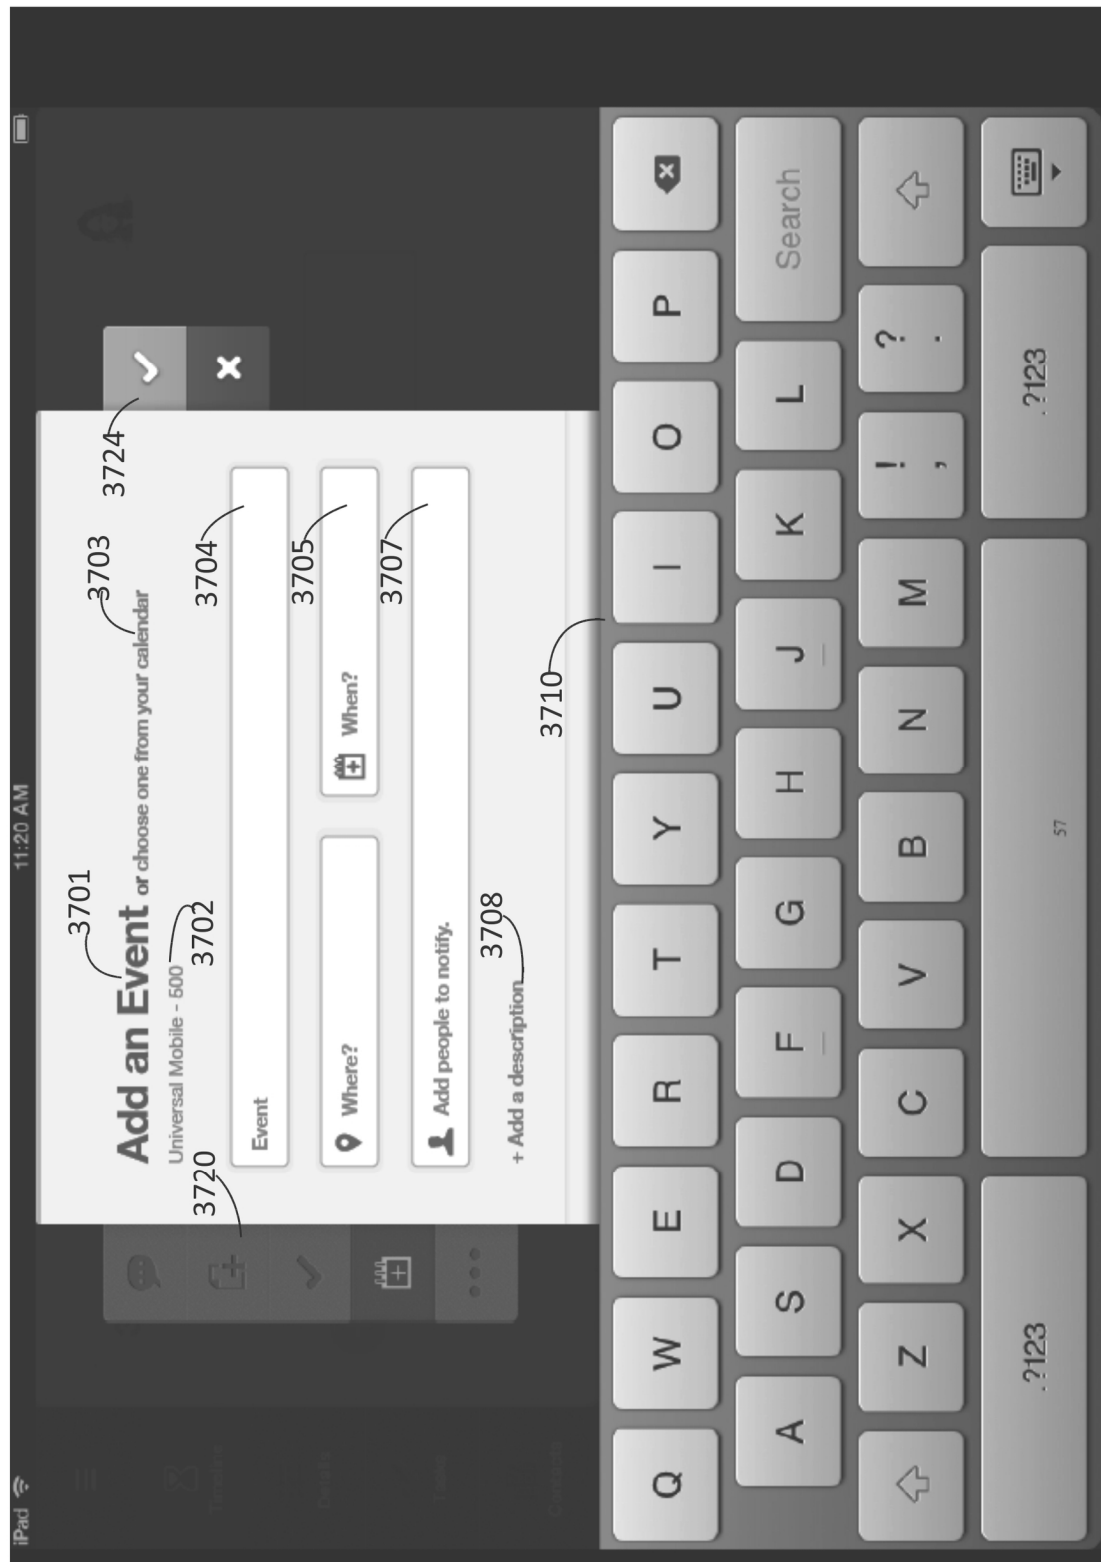 iPad
11:20 AM
3701
3703
3724
Add an Event or choose one from your calendar
Universal Mobile - 500
3702
3720
3704
Event
3705
Where?
When?
3707
Add people to notify.
3708
+ Add a description
3710
Timeline
Contacts
Q W E R T Y U I O P
A S D F G H J K L Search
Z X C V B N M ! , ? .
.?123
57
.?123